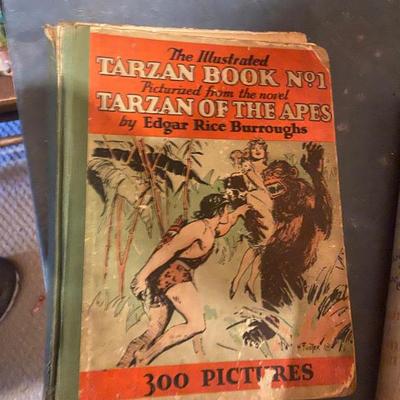 The Illustrated
TARZAN BOOK No1
Picturized from the novel
TARZAN OF THE APES
by Edgar Rice Burroughs
300 PICTURES